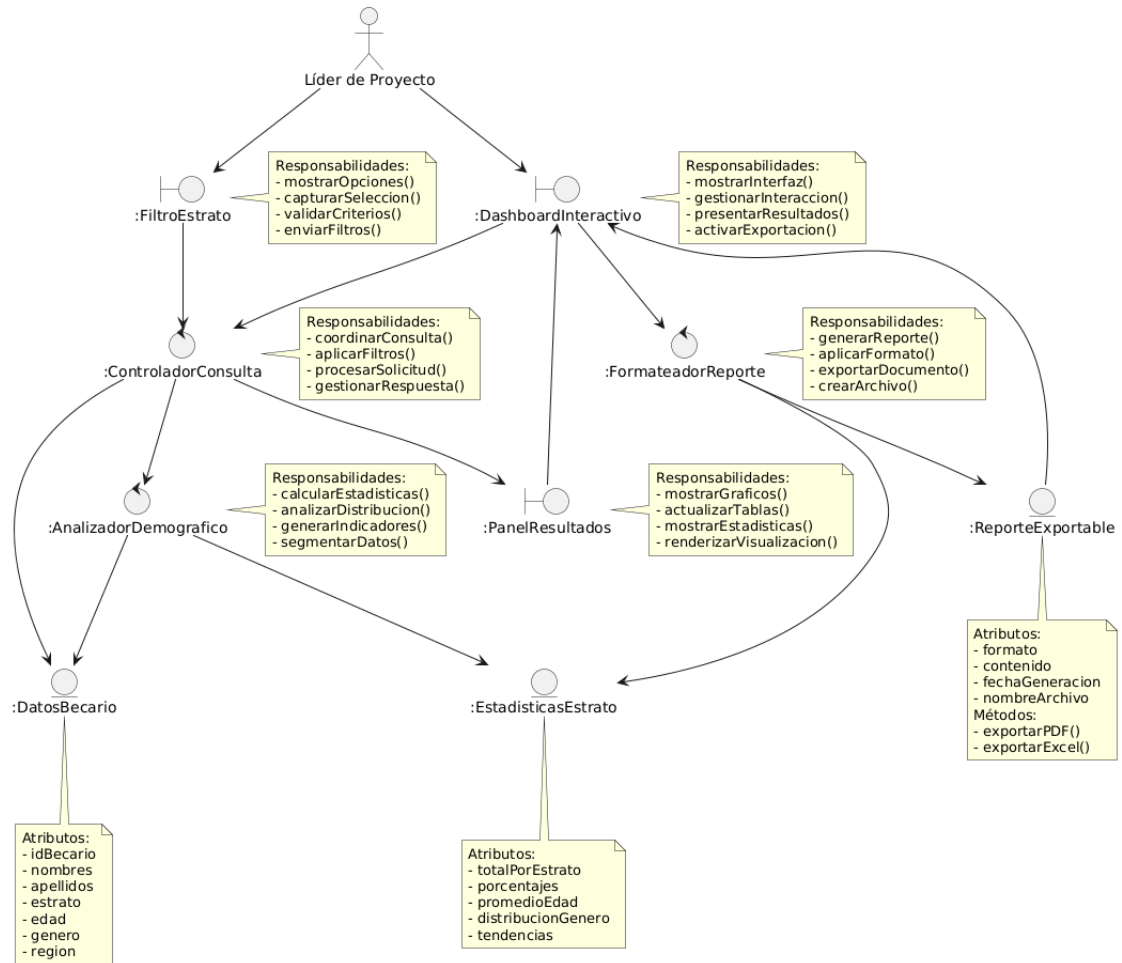 Líder de Proyecto
Responsabilidades:
- mostrarOpciones()
- capturarSeleccion()
- validarCriterios()
- enviarFiltros()
:FiltroEstrato
Responsabilidades:
- mostrarInterfaz()
- gestionarInteraccion()
- presentarResultados()
- activarExportacion()
:DashboardInteractivo
Responsabilidades:
- coordinarConsulta()
- aplicarFiltros()
- procesarSolicitud()
- gestionarRespuesta()
:ControladorConsulta
Responsabilidades:
- generarReporte()
- aplicarFormato()
- exportarDocumento()
- crearArchivo()
:FormateadorReporte
Responsabilidades:
- calcularEstadisticas()
- analizarDistribucion()
- generarIndicadores()
- segmentarDatos()
:AnalizadorDemografico
Responsabilidades:
- mostrarGraficos()
- actualizarTablas()
- mostrarEstadisticas()
- renderizarVisualizacion()
:PanelResultados
:ReporteExportable
Atributos:
- formato
- contenido
- fechaGeneracion
- nombreArchivo
Métodos:
- exportarPDF()
- exportarExcel()
:DatosBecario
:EstadisticasEstrato
Atributos:
- idBecario
- nombres
- apellidos
- estrato
- edad
- genero
- region
Atributos:
- totalPorEstrato
- porcentajes
- promedioEdad
- distribucionGenero
- tendencias